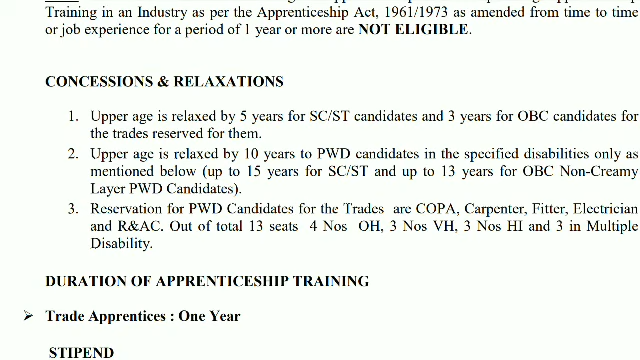 Training in an Industry as per the Apprenticeship Act, 1961/1973 as amended from time to time
or job experience for a period of 1 year or more are NOT ELIGIBLE.
CONCESSIONS & RELAXATIONS
1. Upper age is relaxed by 5 years for SC/ST candidates and 3 years for OBC candidates for
the trades reserved for them.
2. Upper age is relaxed by 10 years to PWD candidates in the specified disabilities only as
mentioned below (up to 15 years for SC/ST and up to 13 years for OBC Non-Creamy
Layer PWD Candidates).
3. Reservation for PWD Candidates for the Trades are COPA, Carpenter, Fitter, Electrician
and R&AC. Out of total 13 seats 4 Nos OH, 3 Nos VH, 3 Nos HI and 3 in Multiple
Disability.
DURATION OF APPRENTICESHIP TRAINING
➢ Trade Apprentices : One Year
STIPEND